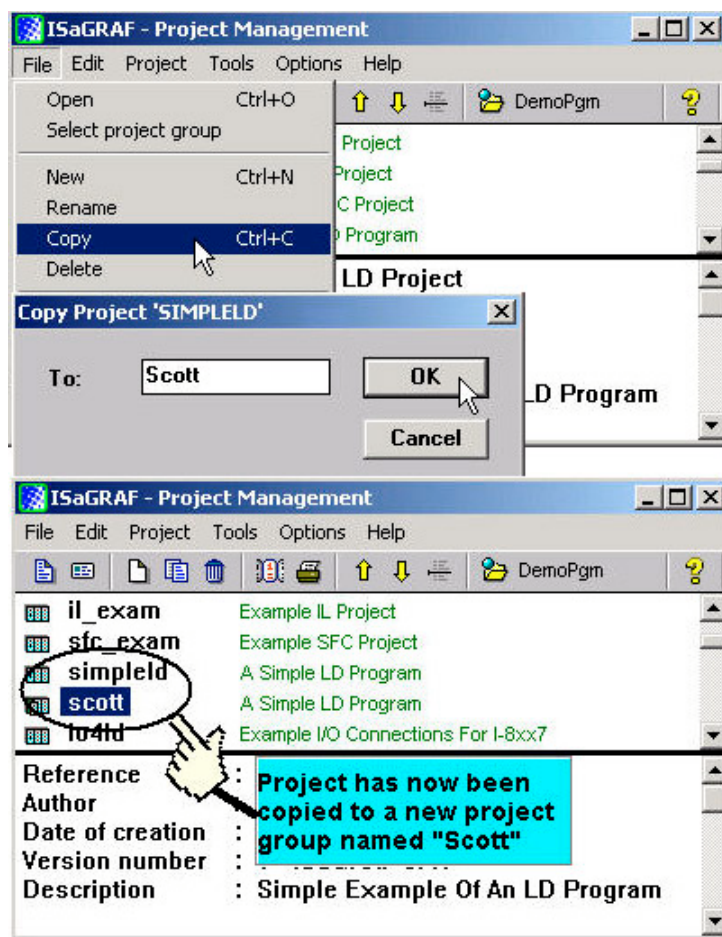 ISaGRAF - Project Management
File Edit Project Tools Options Help
Open Ctrl+O
Select project group
New Ctrl+N
Rename
Copy Ctrl+C
Delete
DemoPgm
Project
Project
C Project
Program
LD Project
Copy Project 'SIMPLELD'
To: Scott OK
Cancel
LD Program
ISaGRAF - Project Management
File Edit Project Tools Options Help
DemoPgm
il_exam Example IL Project
sfc_exam Example SFC Project
simpleld A Simple LD Program
scott A Simple LD Program
io4ld Example I/O Connections For I-8xx7
Reference :
Author
Date of creation :
Version number :
Description : Simple Example Of An LD Program
Project has now been
copied to a new project
group named "Scott"